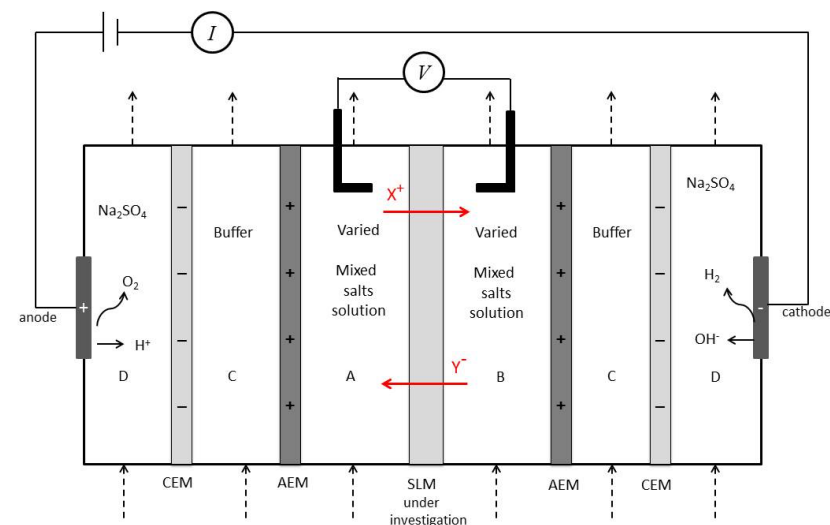 I
V
Na2SO4
Buffer
X+
Varied
Mixed
salts
solution
Varied
Mixed
salts
solution
Buffer
Na2SO4
O2
H+
H2
OH-
+
-
anode
cathode
− − − −
+ + + +
+ + + +
− − − −
Y-
D
C
A
B
C
D
CEM
AEM
SLM
under
investigation
AEM
CEM